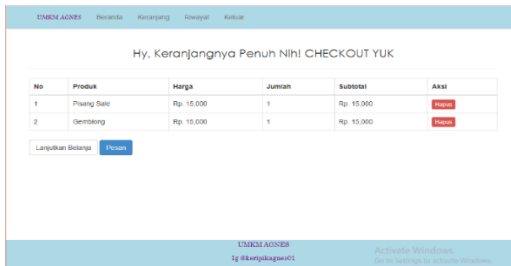 UMKM AGNES Beranda Keranjang Riwayat Keluar
Hy, Keranjangnya Penuh Nih! CHECKOUT YUK
No Produk Harga Jumlah Subtotal Aksi
1 Pisang Sale Rp. 15,000 1 Rp. 15,000 Hapus
2 Gemblong Rp. 15,000 1 Rp. 15,000 Hapus
Lanjutkan Belanja Pesan
UMKM AGNES
Ig @keripikagnes01
Activate Windows
Go to Settings to activate Windows.